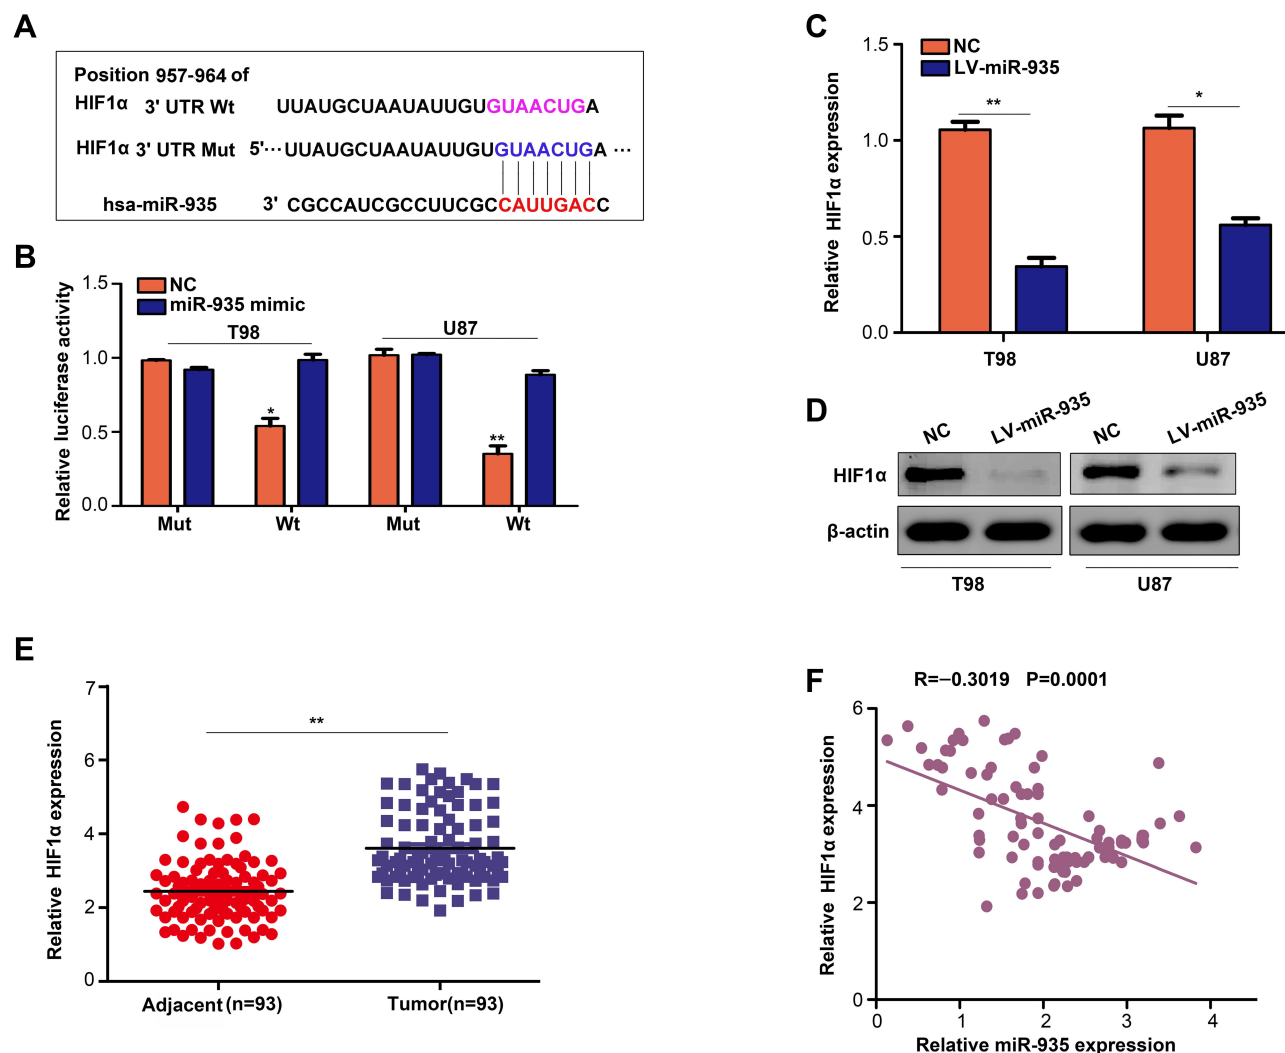 A
Position 957-964 of
HIF1α 3' UTR Wt UUAUGCUAAUAUUGUGUAACUGA
HIF1α 3' UTR Mut 5'···UUAUGCUAAUAUUGUGUAACUGA ···
hsa-miR-935 3' CGCCAUCGCCUUCGCCAUUGACC
B
NC
miR-935 mimic
Relative luciferase activity
1.5
1.0
0.5
0.0
T98
U87
*
**
Mut
Wt
Mut
Wt
C
NC
LV-miR-935
Relative HIF1α expression
1.5
1.0
0.5
0.0
**
*
T98
U87
D
NC
LV-miR-935
NC
LV-miR-935
HIF1α
β-actin
T98
U87
E
Relative HIF1α expression
7
6
4
2
0
**
Adjacent (n=93)
Tumor(n=93)
F
R=−0.3019 P=0.0001
Relative HIF1α expression
6
4
2
0
0
1
2
3
4
Relative miR-935 expression